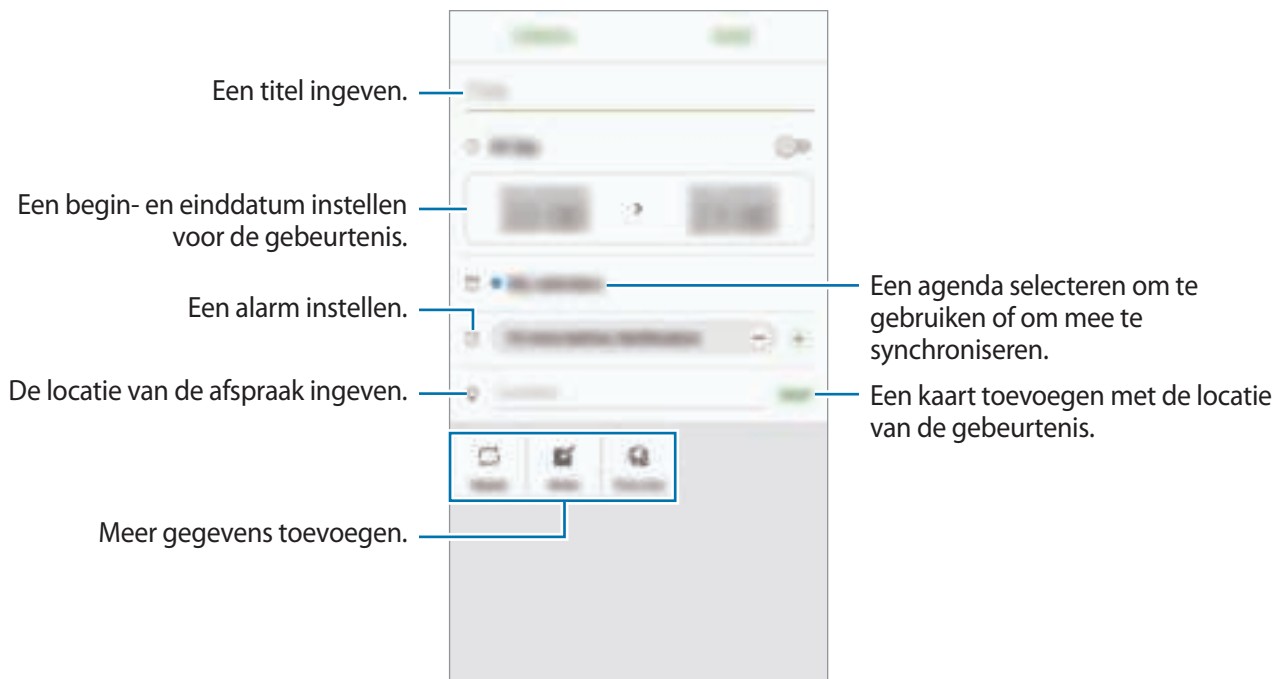 Een titel ingeven.
Een begin- en einddatum instellen
voor de gebeurtenis.
Een alarm instellen.
De locatie van de afspraak ingeven.
Meer gegevens toevoegen.
Een agenda selecteren om te
gebruiken of om mee te
synchroniseren.
Een kaart toevoegen met de locatie
van de gebeurtenis.